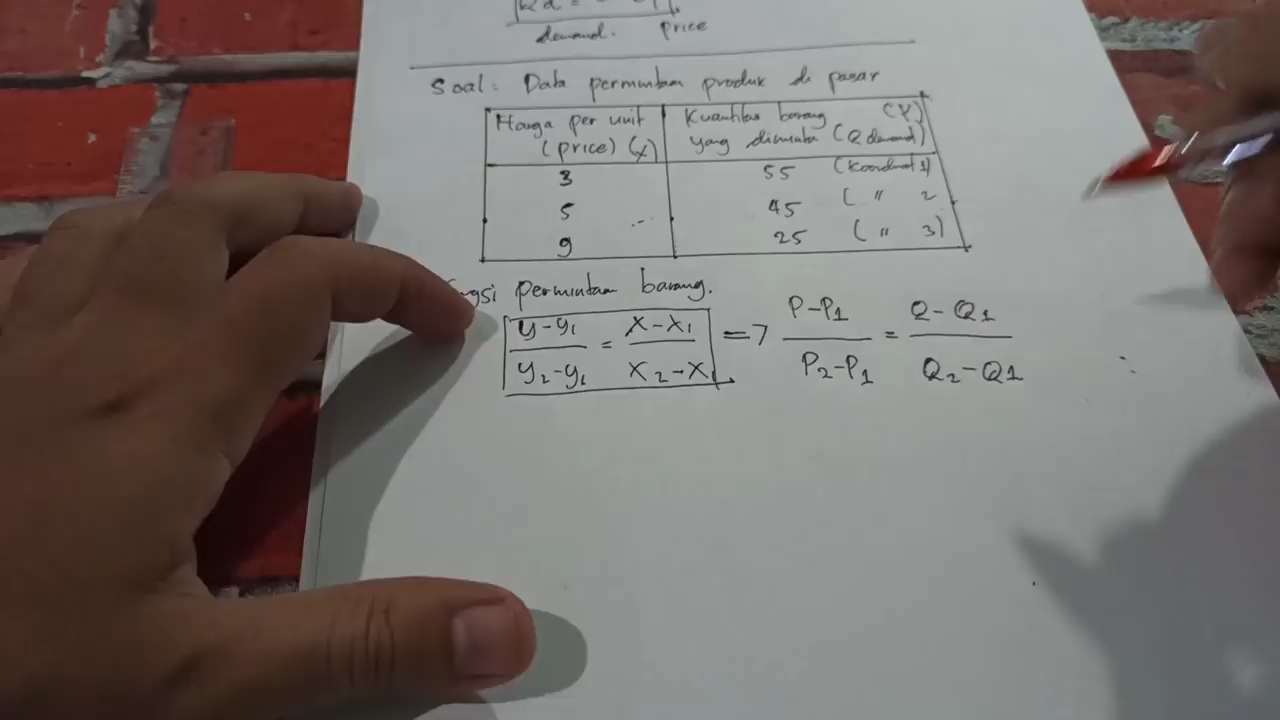 demand. price
Soal: Data permintaan produk di pasar
Harga per unit (price) (X)
Kuantitas barang (Y) yang diminta (Q demand)
3 55 (Koordinat 1)
5 45 ( " 2
9 25 ( " 3)
ngsi permintaan barang.
y-y1 / y2-y1 = x-x1 / x2-x1 => P-P1 / P2-P1 = Q-Q1 / Q2-Q1